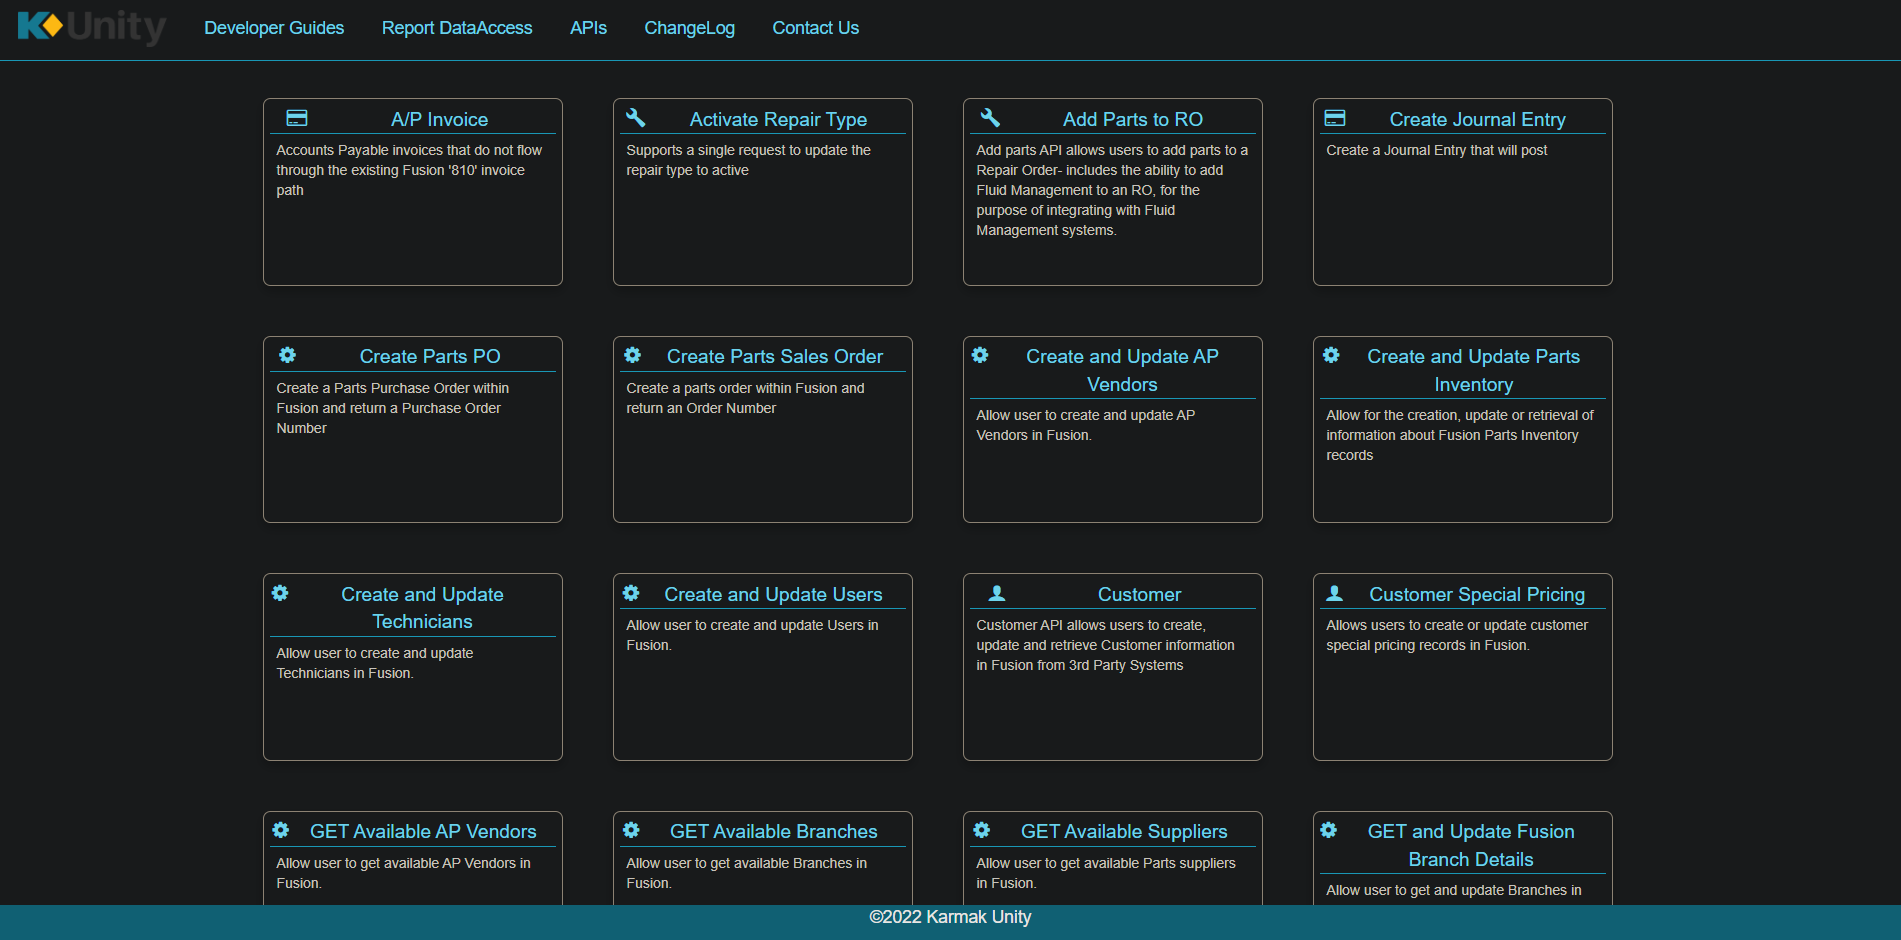 K Unity
Developer Guides
Report DataAccess
APIs
ChangeLog
Contact Us
A/P Invoice
Accounts Payable invoices that do not flow
through the existing Fusion '810' invoice
path
Activate Repair Type
Supports a single request to update the
repair type to active
Add Parts to RO
Add parts API allows users to add parts to a
Repair Order- includes the ability to add
Fluid Management to an RO, for the
purpose of integrating with Fluid
Management systems.
Create Journal Entry
Create a Journal Entry that will post
Create Parts PO
Create a Parts Purchase Order within
Fusion and return a Purchase Order
Number
Create Parts Sales Order
Create a parts order within Fusion and
return an Order Number
Create and Update AP
Vendors
Allow user to create and update AP
Vendors in Fusion.
Create and Update Parts
Inventory
Allow for the creation, update or retrieval of
information about Fusion Parts Inventory
records
Create and Update
Technicians
Allow user to create and update
Technicians in Fusion.
Create and Update Users
Allow user to create and update Users in
Fusion.
Customer
Customer API allows users to create,
update and retrieve Customer information
in Fusion from 3rd Party Systems
Customer Special Pricing
Allows users to create or update customer
special pricing records in Fusion.
GET Available AP Vendors
Allow user to get available AP Vendors in
Fusion.
GET Available Branches
Allow user to get available Branches in
Fusion.
GET Available Suppliers
Allow user to get available Parts suppliers
in Fusion.
GET and Update Fusion
Branch Details
Allow user to get and update Branches in
©2022 Karmak Unity